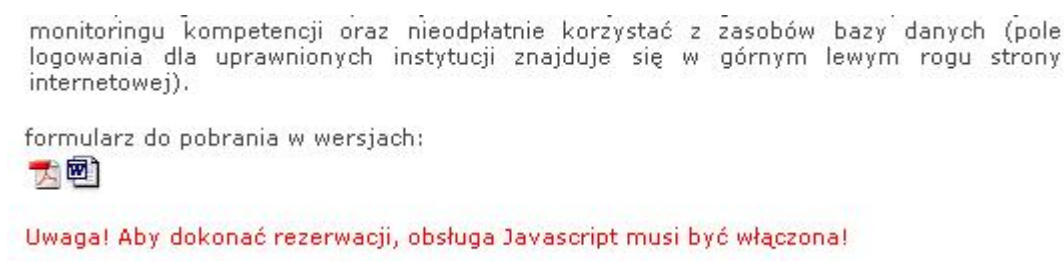 monitoringu kompetencji oraz nieodpłatnie korzystać z zasobów bazy danych (pole
logowania dla uprawnionych instytucji znajduje się w górnym lewym rogu strony
internetowej).
formularz do pobrania w wersjach:
Uwaga! Aby dokonać rezerwacji, obsługa Javascript musi być włączona!